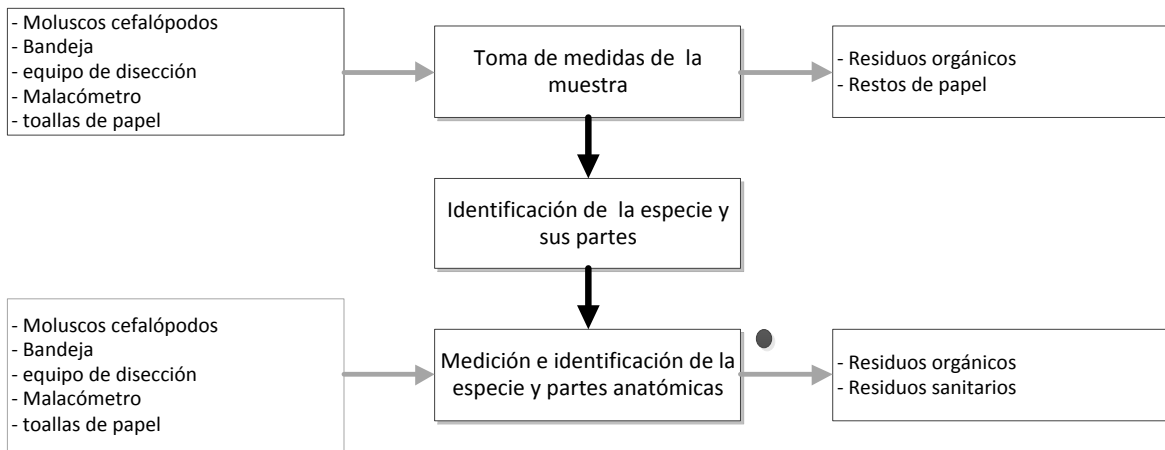 - Moluscos cefalópodos
- Bandeja
- equipo de disección
- Malacómetro
- toallas de papel
Toma de medidas de la
muestra
- Residuos orgánicos
- Restos de papel
Identificación de la especie y
sus partes
- Moluscos cefalópodos
- Bandeja
- equipo de disección
- Malacómetro
- toallas de papel
Medición e identificación de la
especie y partes anatómicas
- Residuos orgánicos
- Residuos sanitarios